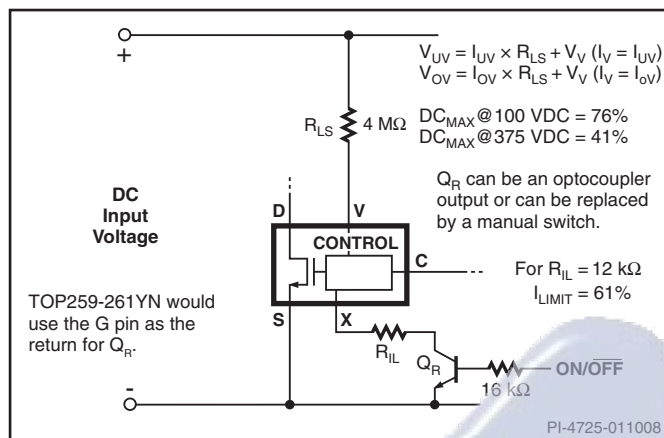 +
V_UV = I_UV × R_LS + V_V (I_V = I_UV)
V_OV = I_OV × R_LS + V_V (I_V = I_oV)
R_LS 4 MΩ
DC_MAX@100 VDC = 76%
DC_MAX@375 VDC = 41%
Q_R can be an optocoupler
output or can be replaced
by a manual switch.
DC
Input
Voltage
D
V
CONTROL
C
For R_IL = 12 kΩ
I_LIMIT = 61%
TOP259-261YN would
use the G pin as the
return for Q_R.
S
X
R_IL
Q_R
16 kΩ
ON/O̅F̅F̅
-
PI-4725-011008